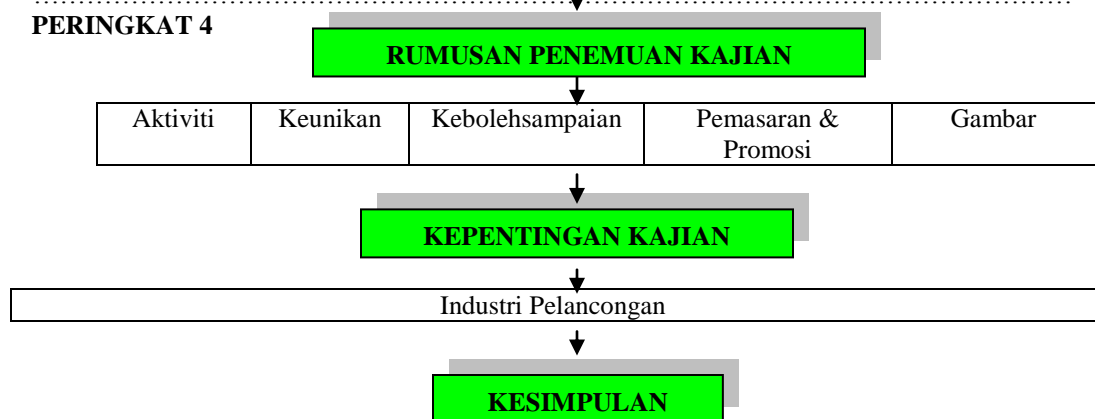 PERINGKAT 4
RUMUSAN PENEMUAN KAJIAN
Aktiviti Keunikan Kebolehsampaian Pemasaran & Gambar
Promosi
KEPENTINGAN KAJIAN
Industri Pelancongan
KESIMPULAN